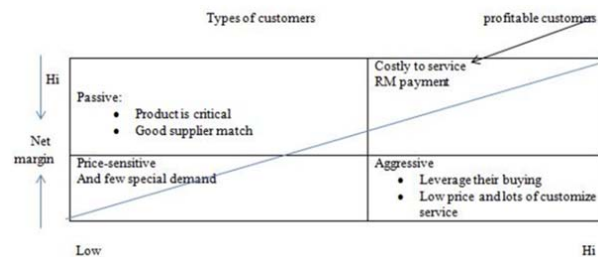 Types of customers
profitable customers
Hi
Costly to service
RM payment
Passive:
• Product is critical
• Good supplier match
Net
margin
Price-sensitive
And few special demand
Aggressive
• Leverage their buying
• Low price and lots of customize
service
Low
Hi